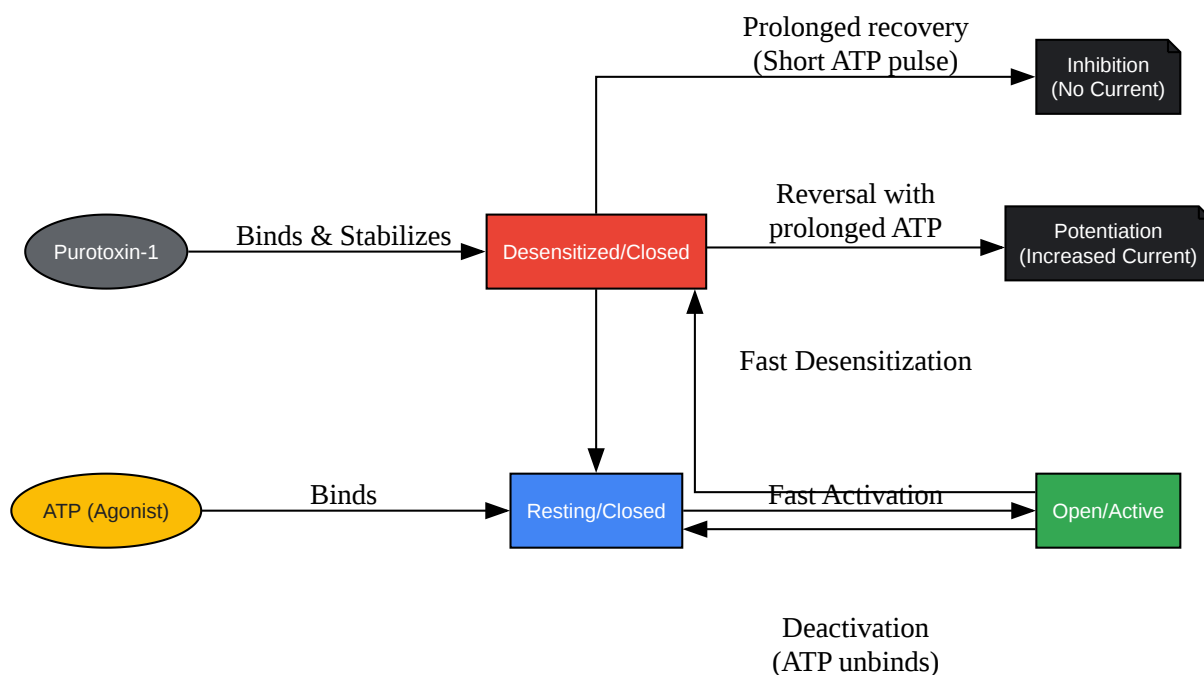 Prolonged recovery
(Short ATP pulse)
Inhibition
(No Current)
Purotoxin-1
Binds & Stabilizes
Desensitized/Closed
Reversal with
prolonged ATP
Potentiation
(Increased Current)
Fast Desensitization
ATP (Agonist)
Binds
Resting/Closed
Fast Activation
Open/Active
Deactivation
(ATP unbinds)